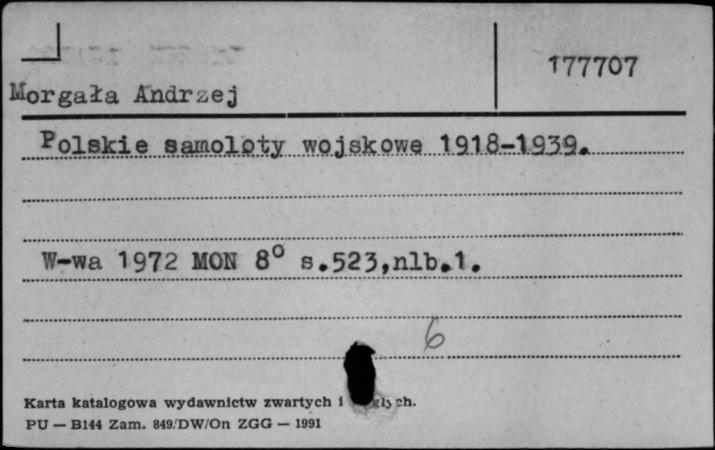 177707
Morgała Andrzej
Polskie samoloty wojskowe 1918-1939.
W-wa 1972 MON 8° s.523,nlb.1.
6
Karta katalogowa wydawnictw zwartych i
PU — B144 Zam. 849/DW/On ZGG — 1991